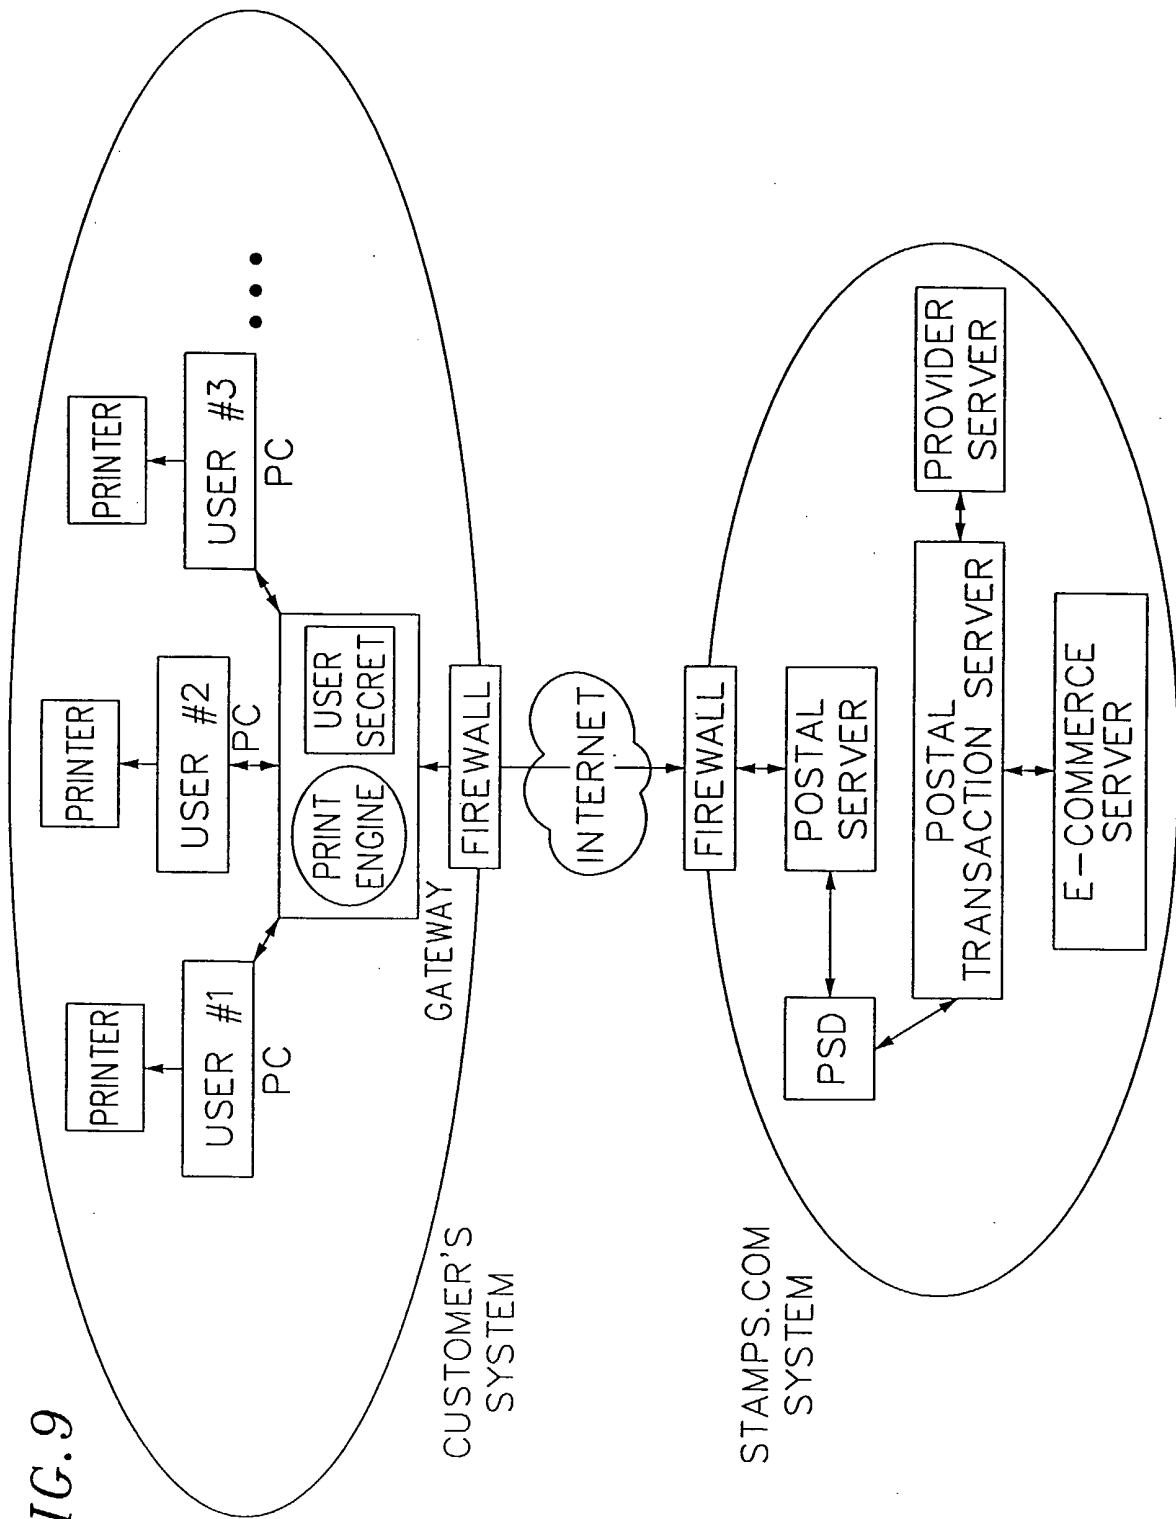 IG.9
CUSTOMER'S
SYSTEM
PRINTER
USER #1
PC
PRINTER
USER #2
PC
PRINTER
USER #3
PC
GATEWAY
PRINT
ENGINE
USER
SECRET
FIREWALL
INTERNET
STAMPS.COM
SYSTEM
FIREWALL
PSD
POSTAL
SERVER
POSTAL
TRANSACTION SERVER
PROVIDER
SERVER
E-COMMERCE
SERVER